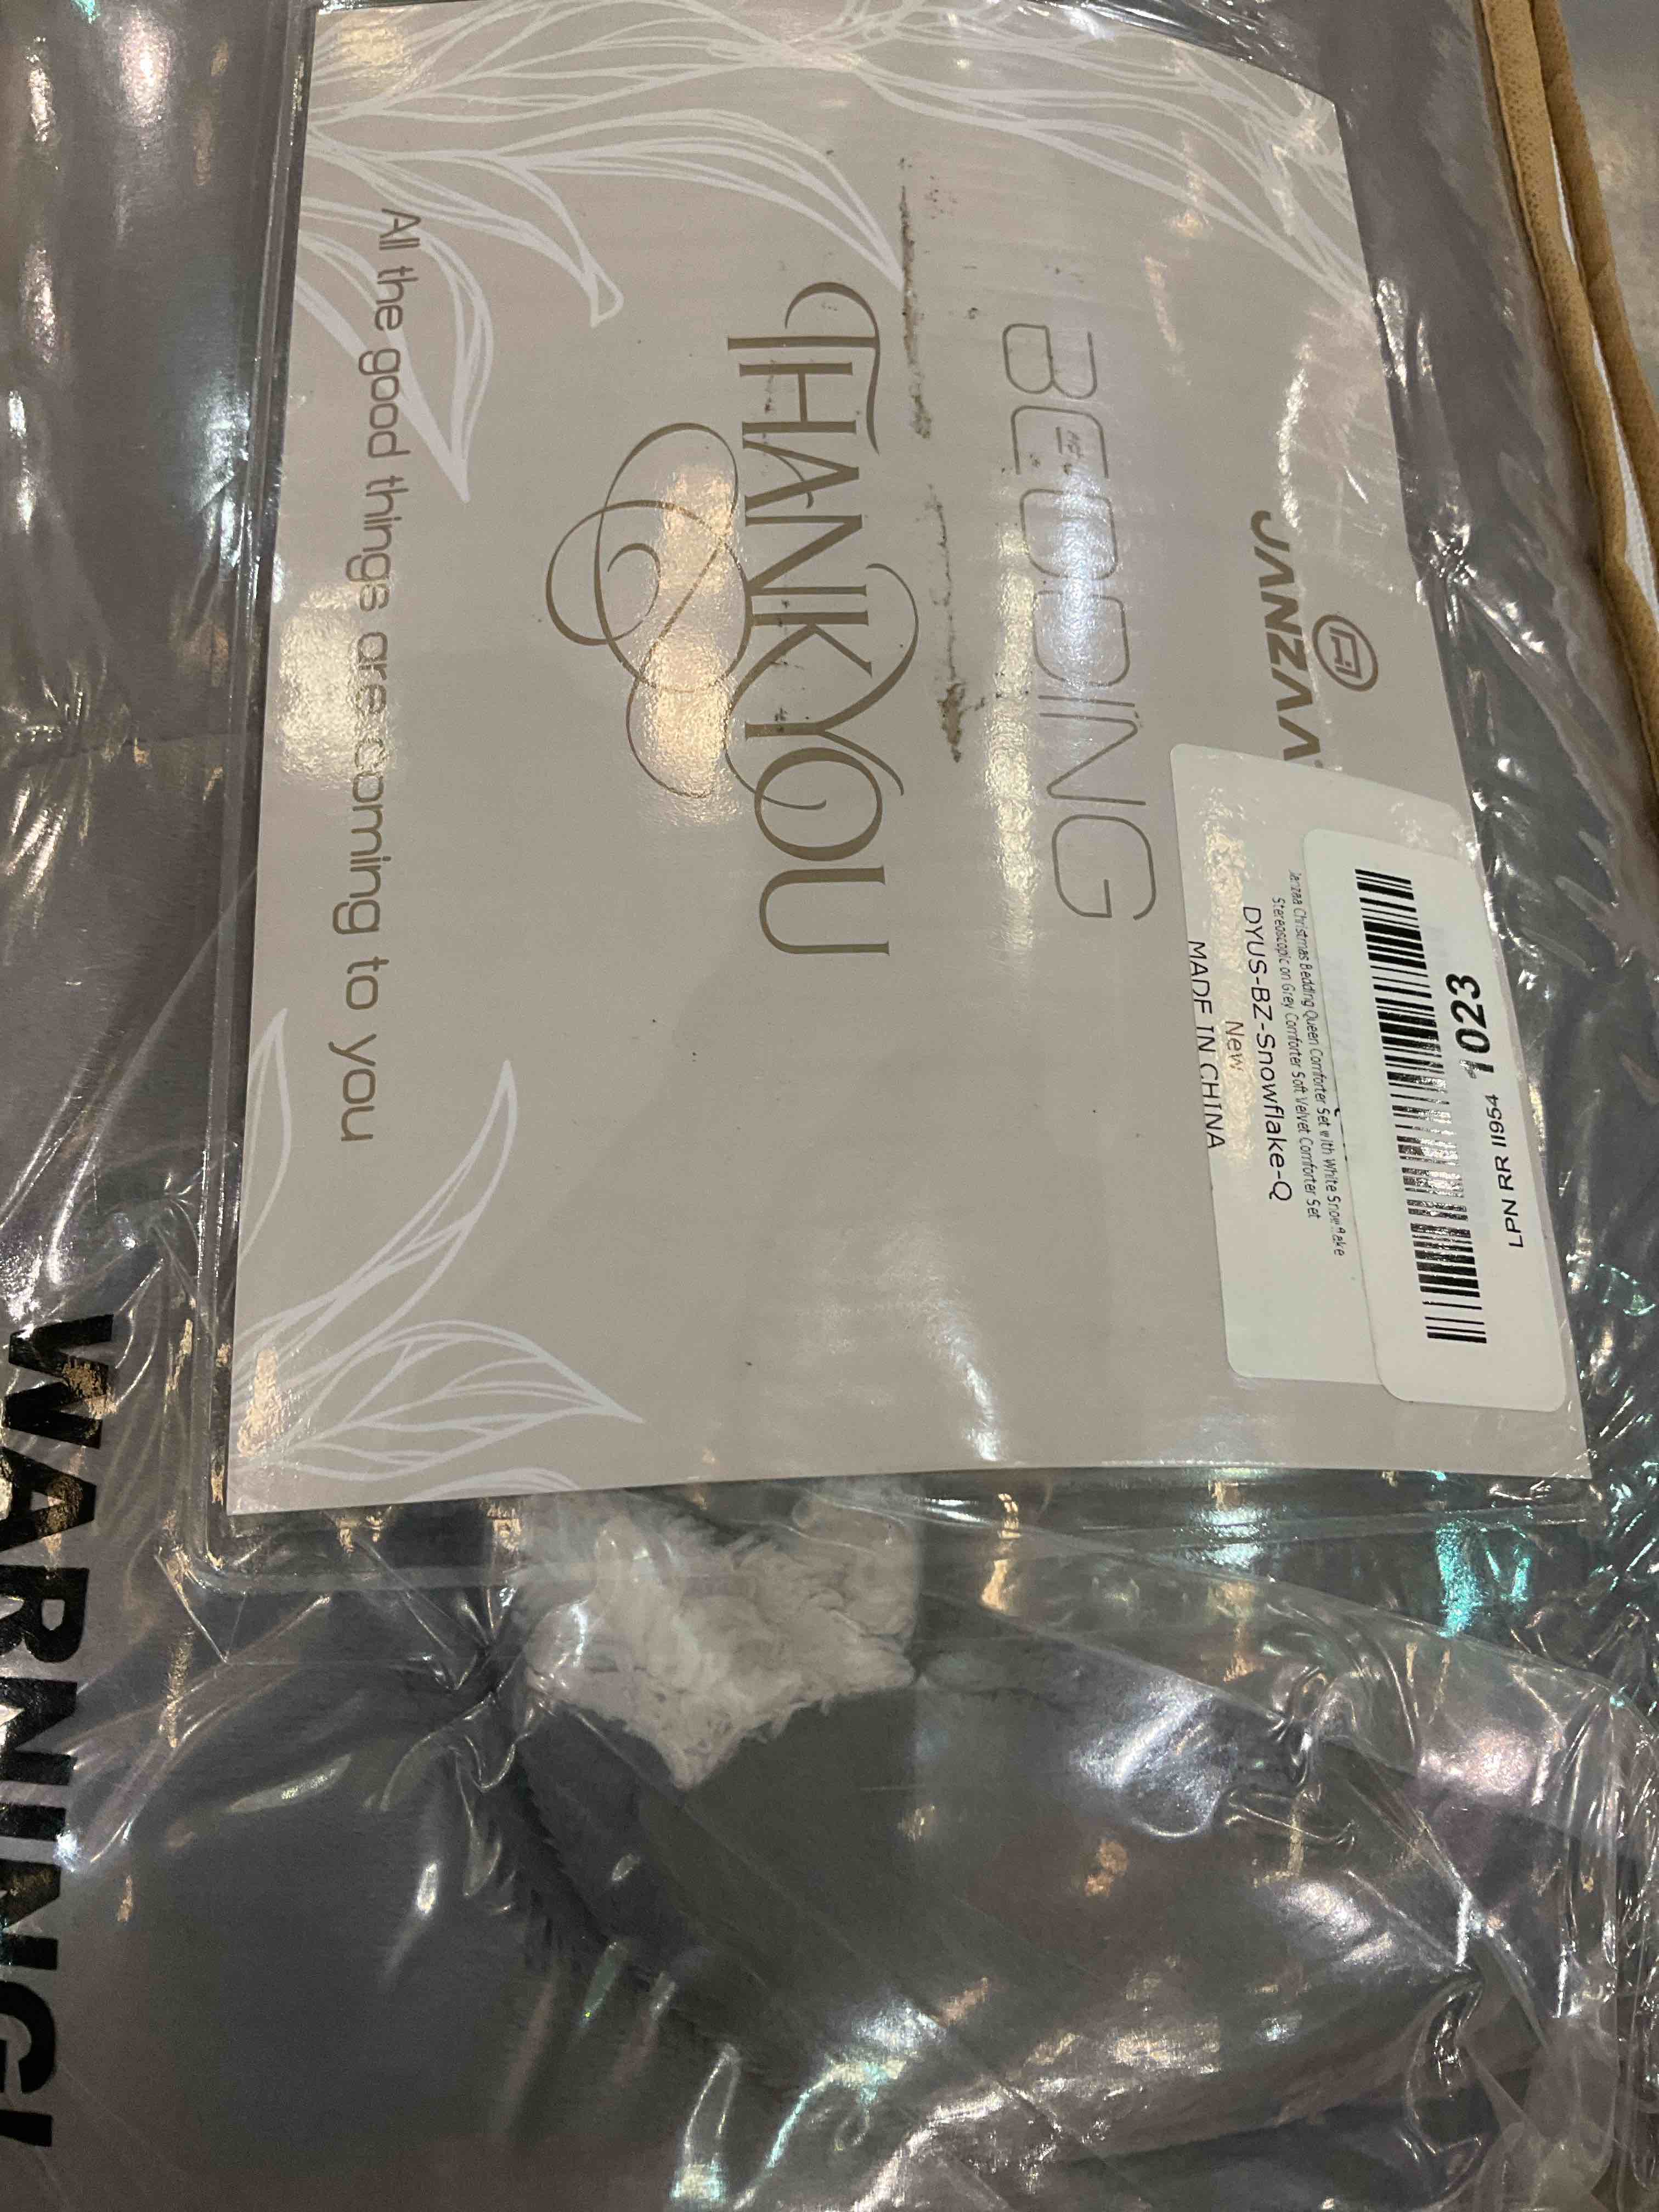 JANZAA
BEDDING
THANK YOU
All the good things are coming to you
LPN RR 11954 1023
Janzaa Christmas Bedding Queen Comforter Set with White Snowflake
Stereoscopic on Grey Comforter Soft Velvet Comforter Set
DYUS-BZ-Snowflake-Q
New
MADE IN CHINA
WARNING!